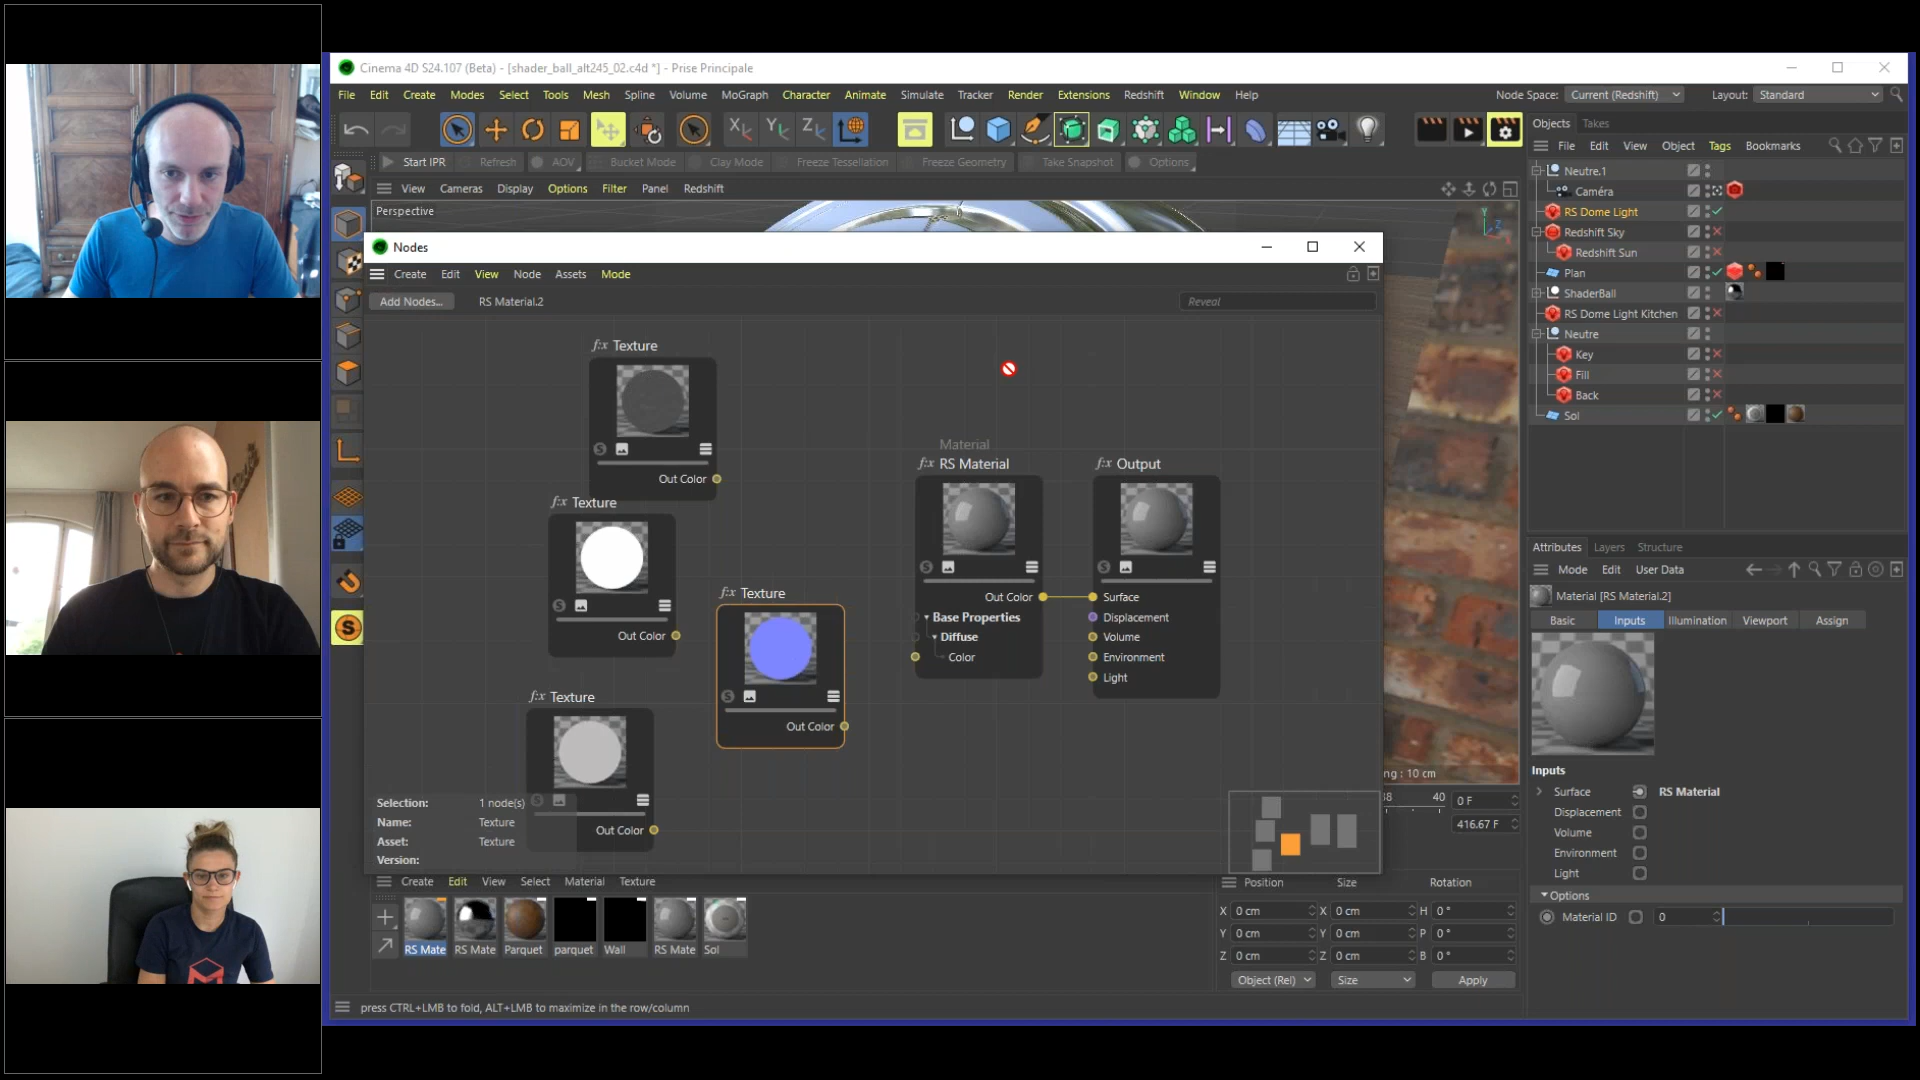 Cinema 4D S24.107 (Beta) - [shader_ball_alt245_02.c4d *] - Prise Principale
File Edit Create Modes Select Tools Mesh Spline Volume MoGraph Character Animate Simulate Tracker Render Extensions Redshift Window Help
Node Space: Current (Redshift) Layout: Standard
Start IPR Refresh AOV Bucket Mode Clay Mode Freeze Tessellation Freeze Geometry Take Snapshot Options
View Cameras Display Options Filter Panel Redshift
Perspective
Nodes
Create Edit View Node Assets Mode
Add Nodes... RS Material.2 Reveal
f:x Texture
Out Color
f:x Texture
Out Color
f:x Texture
Out Color
f:x Texture
Out Color
Material
f:x RS Material
Out Color
Base Properties
Diffuse
Color
f:x Output
Surface
Displacement
Volume
Environment
Light
Selection: 1 node(s)
Name: Texture
Asset: Texture
Version:
ng : 10 cm
38 40 0 F
416.67 F
Create Edit View Select Material Texture
RS Mate RS Mate Parquet parquet Wall RS Mate Sol
Position Size Rotation
X 0 cm X 0 cm H 0 °
Y 0 cm Y 0 cm P 0 °
Z 0 cm Z 0 cm B 0 °
Object (Rel) Size Apply
press CTRL+LMB to fold, ALT+LMB to maximize in the row/column
Objects Takes
File Edit View Object Tags Bookmarks
Neutre.1
Caméra
RS Dome Light
Redshift Sky
Redshift Sun
Plan
ShaderBall
RS Dome Light Kitchen
Neutre
Key
Fill
Back
Sol
Attributes Layers Structure
Mode Edit User Data
Material [RS Material.2]
Basic Inputs Illumination Viewport Assign
Inputs
Surface RS Material
Displacement
Volume
Environment
Light
Options
Material ID 0